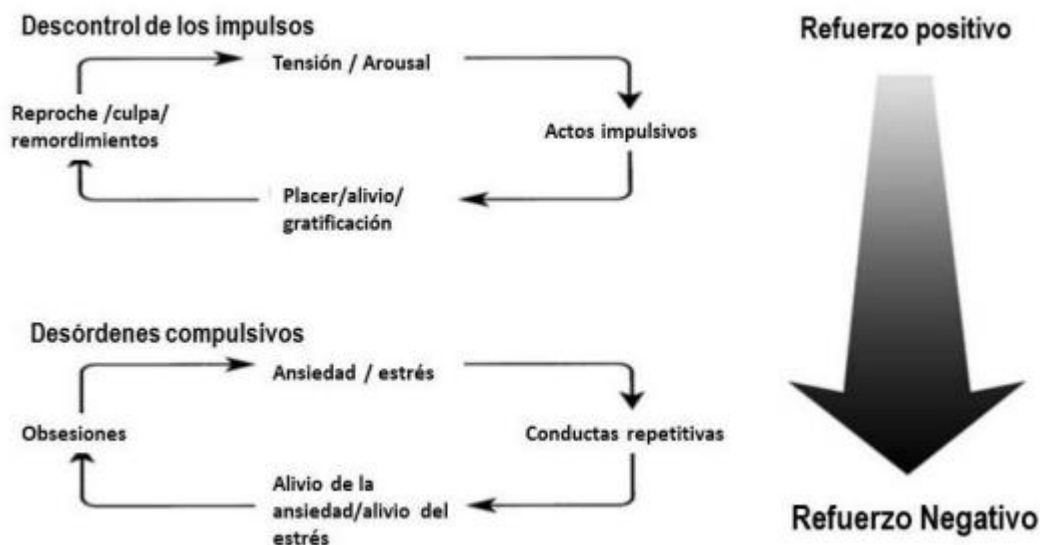 Descontrol de los impulsos
Refuerzo positivo
Tensión / Arousal
Reproche /culpa/
remordimientos
Actos impulsivos
Placer/alivio/
gratificación
Desórdenes compulsivos
Ansiedad / estrés
Obsesiones
Conductas repetitivas
Alivio de la
ansiedad/alivio del
estrés
Refuerzo Negativo